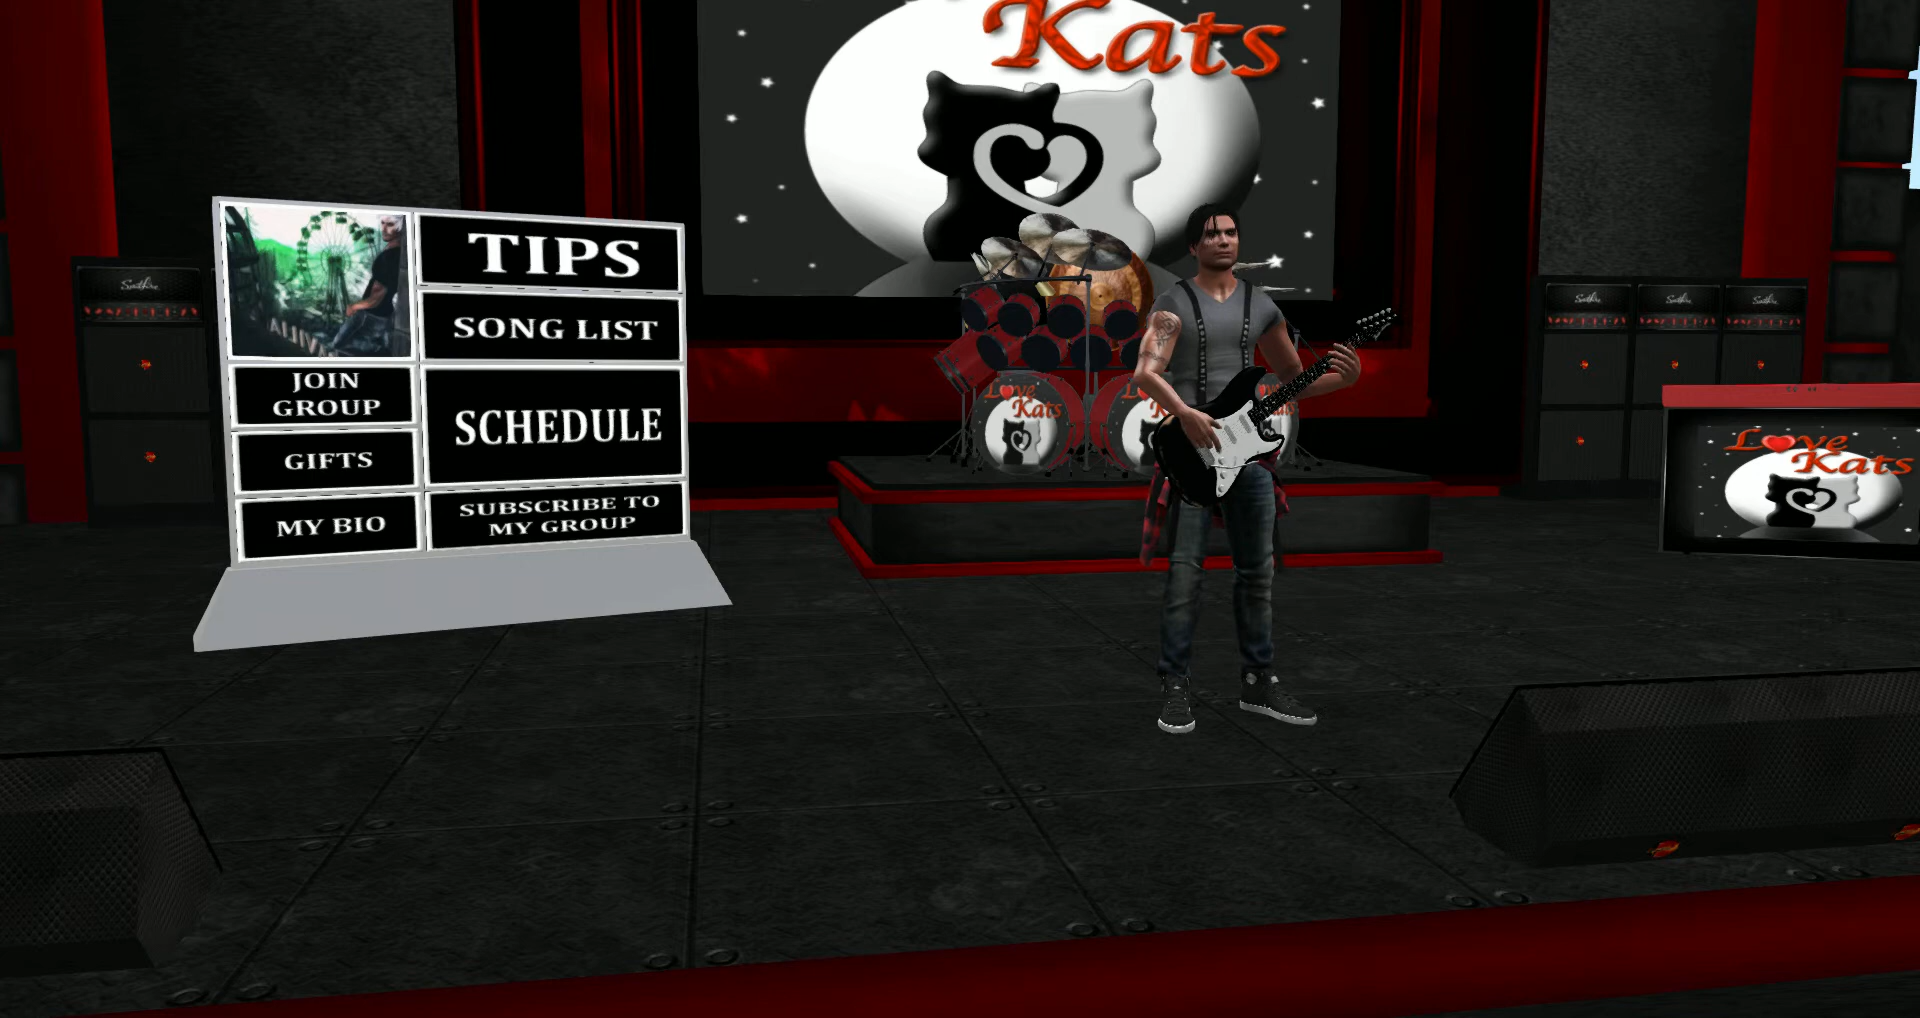 Kats
TIPS
SONG LIST
JOIN
GROUP
SCHEDULE
GIFTS
MY BIO
SUBSCRIBE TO
MY GROUP
Love
Kats
Love
Kats